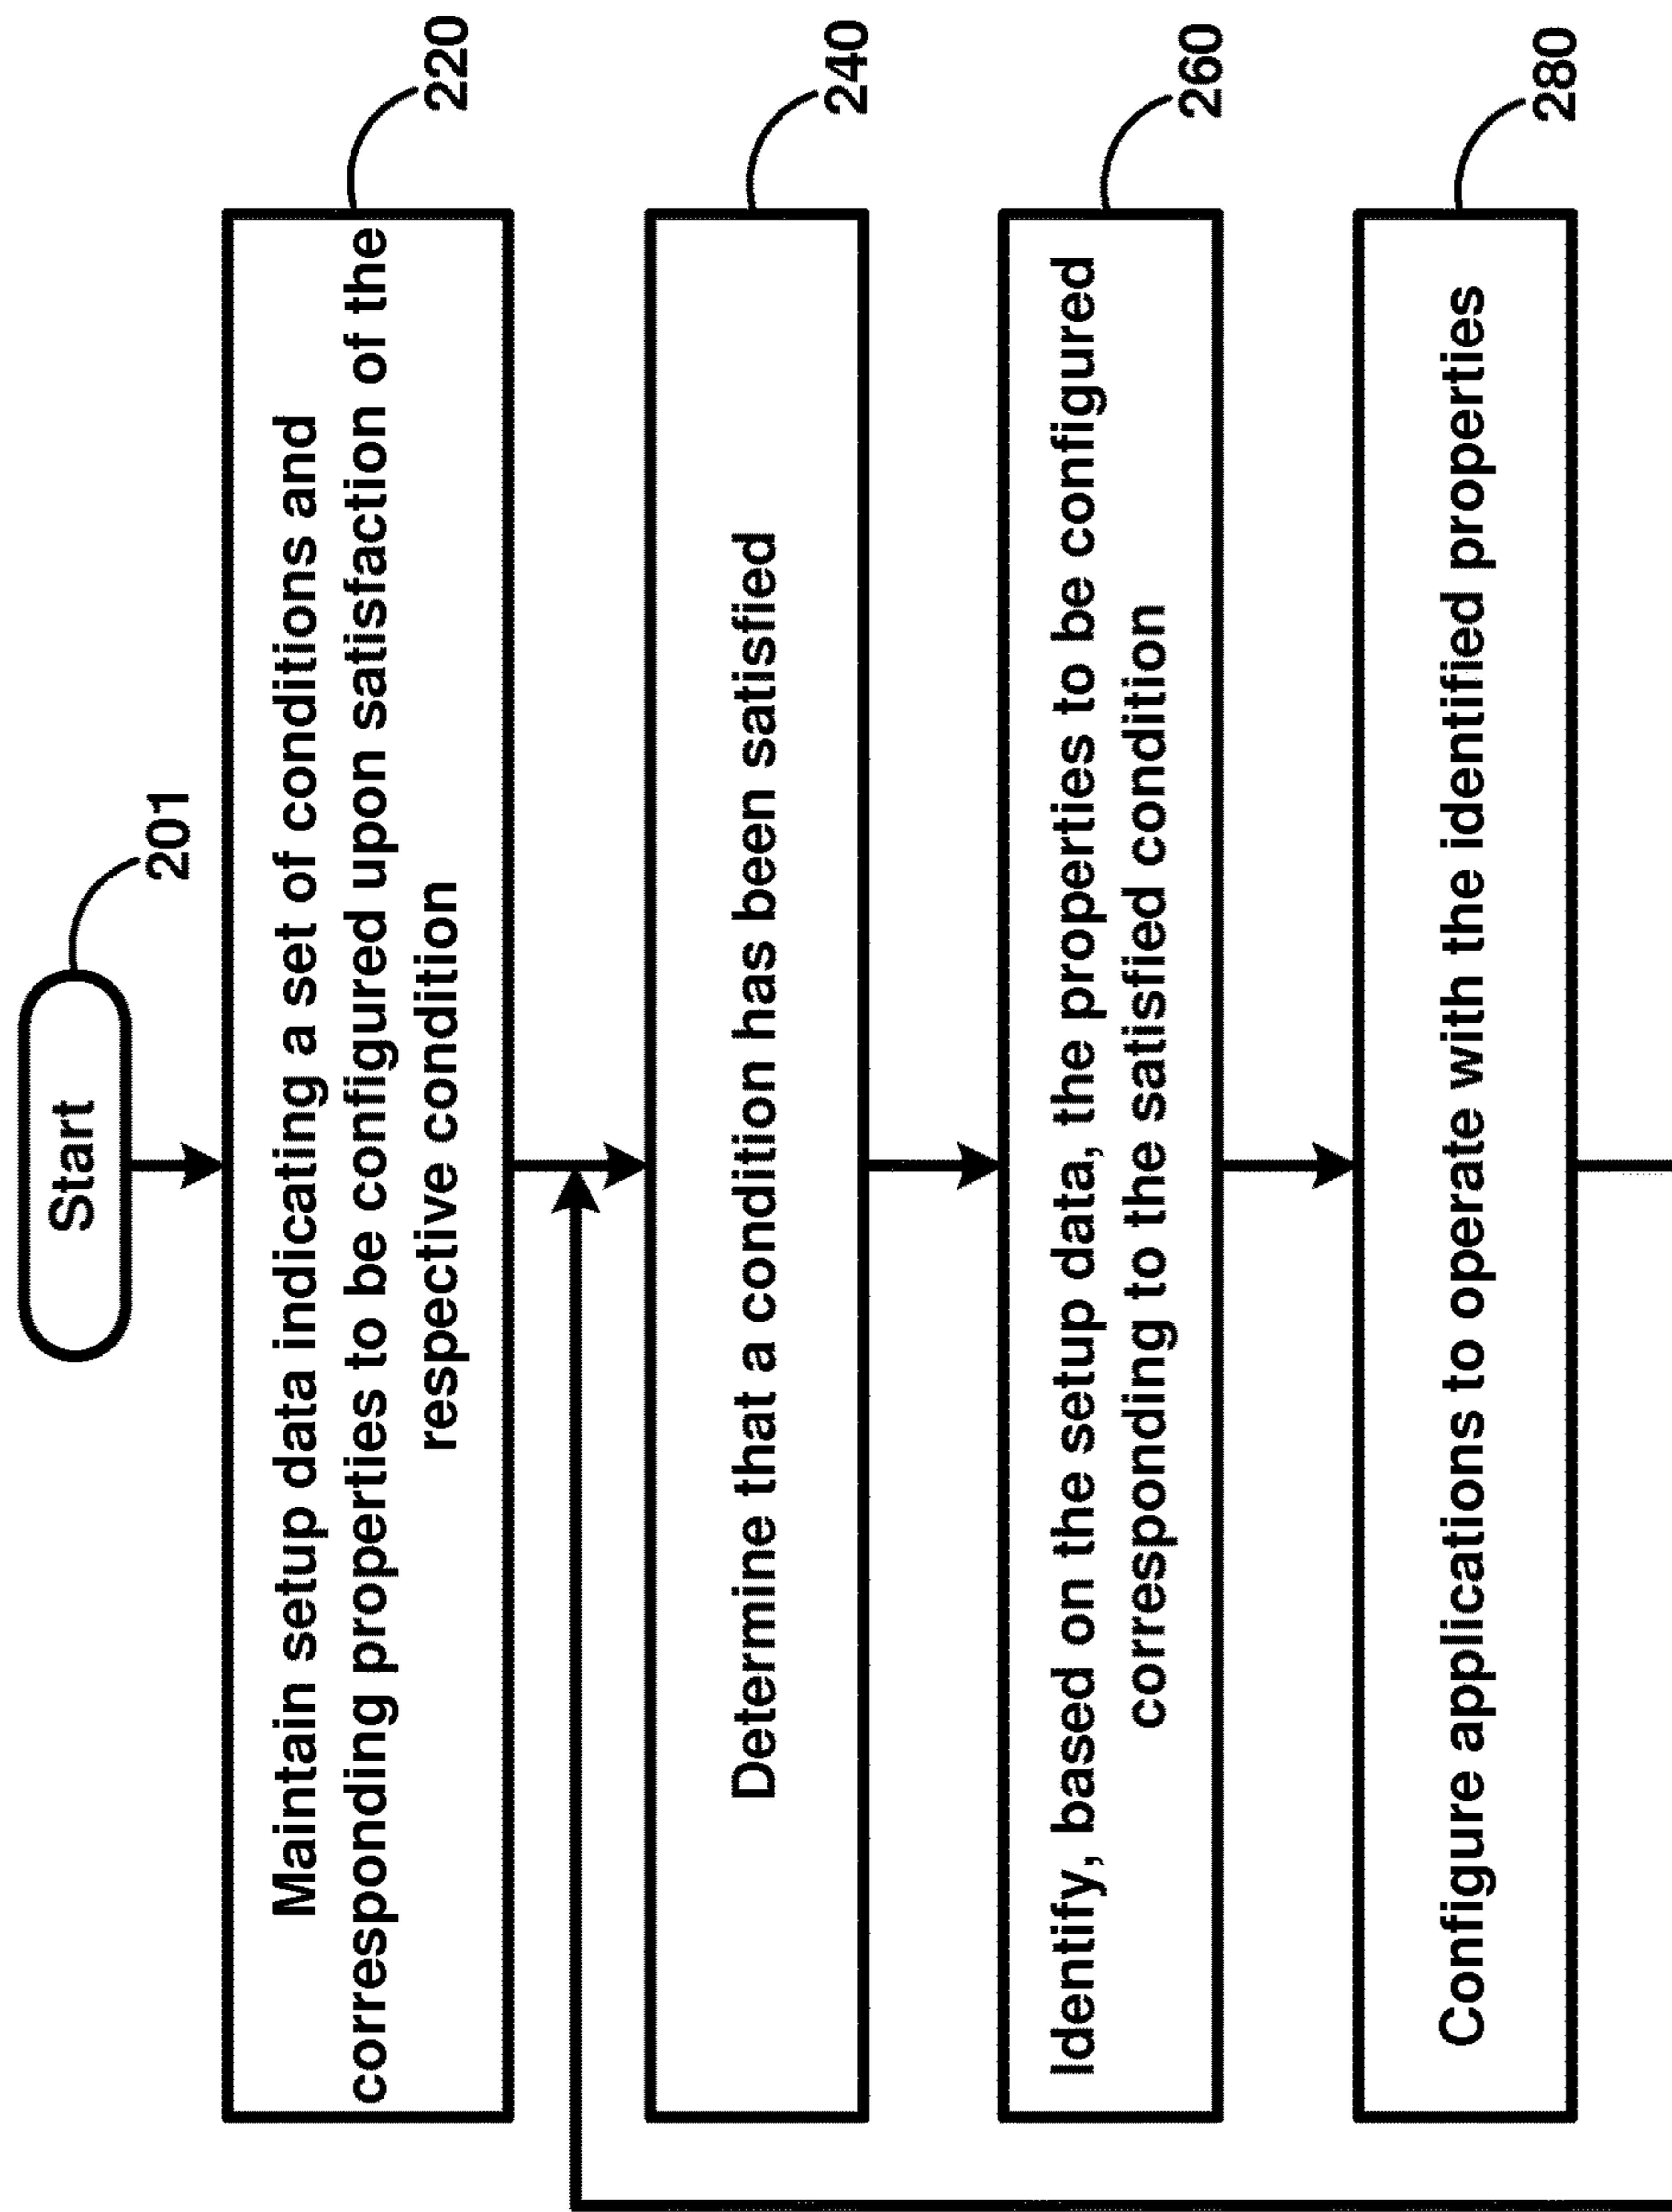 Start
201
Maintain setup data indicating a set of conditions and
corresponding properties to be configured upon satisfaction of the
respective condition
220
Determine that a condition has been satisfied
240
Identify, based on the setup data, the properties to be configured
corresponding to the satisfied condition
260
Configure applications to operate with the identified properties
280